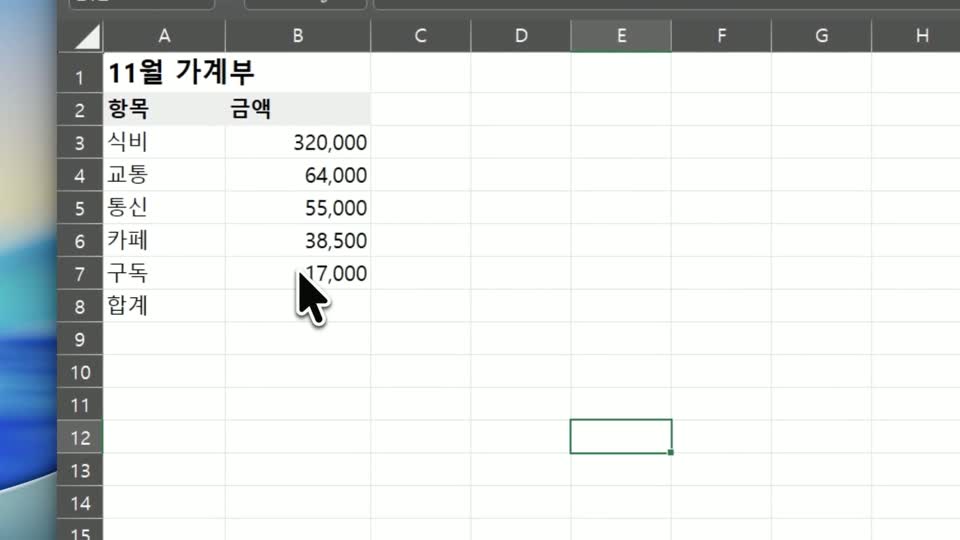 A B C D E F G H
1 11월 가계부
2 항목 금액
3 식비 320,000
4 교통 64,000
5 통신 55,000
6 카페 38,500
7 구독 17,000
8 합계
9
10
11
12
13
14
15